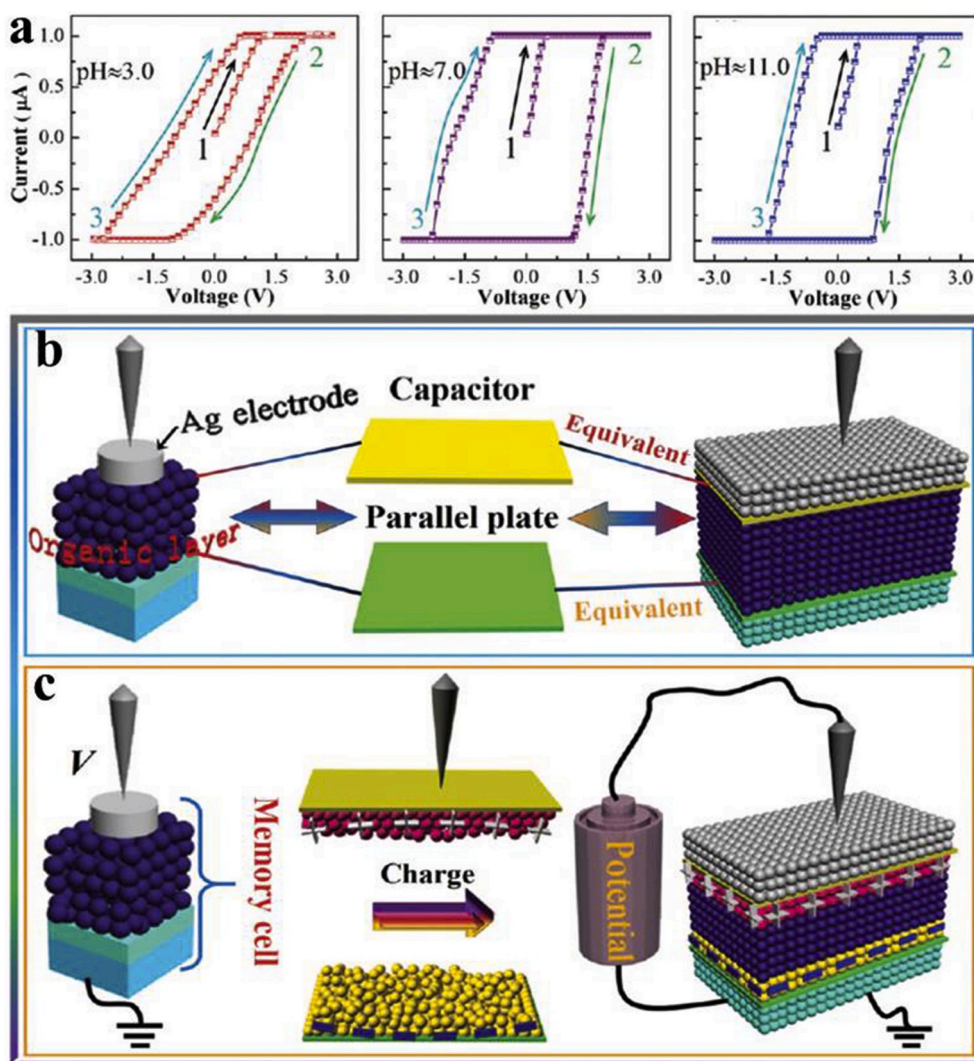 a
Current (μA)
1.0
0.5
0.0
-0.5
-1.0
pH≈3.0
1
2
3
-3.0 -1.5 0.0 1.5 3.0
Voltage (V)
pH≈7.0
1
2
3
-3.0 -1.5 0.0 1.5 3.0
Voltage (V)
pH≈11.0
1
2
3
-3.0 -1.5 0.0 1.5 3.0
Voltage (V)
b
Ag electrode
Organic layer
Capacitor
Equivalent
Parallel plate
Equivalent
c
V
Memory cell
Charge
Potential